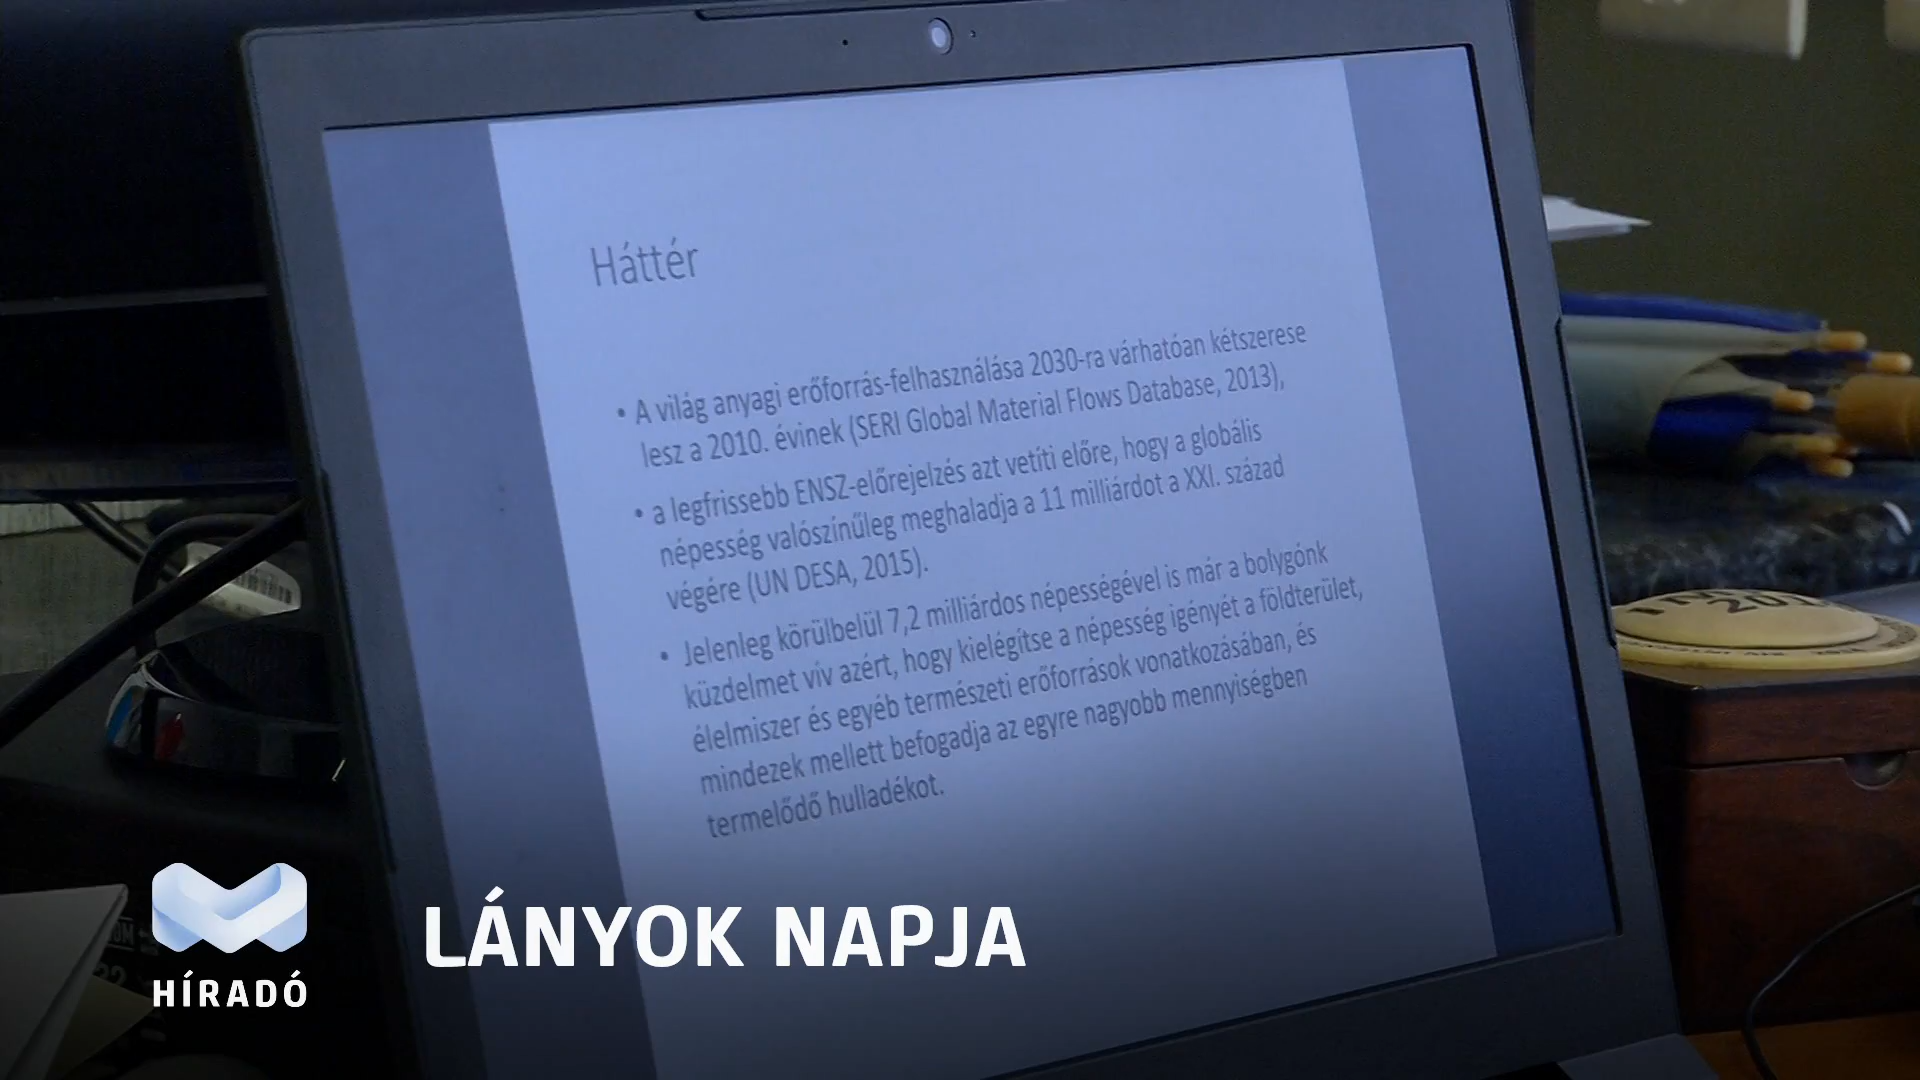 Háttér
• A világ anyagi erőforrás-felhasználása 2030-ra várhatóan kétszerese
lesz a 2010. évinek (SERI Global Material Flows Database, 2013),
• a legfrissebb ENSZ-előrejelzés azt vetíti előre, hogy a globális
népesség valószínűleg meghaladja a 11 milliárdot a XXI. század
végére (UN DESA, 2015).
• Jelenleg körülbelül 7,2 milliárdos népességével is már a bolygónk
küzdelmet vív azért, hogy kielégítse a népesség igényét a földterület,
élelmiszer és egyéb természeti erőforrások vonatkozásában, és
mindezek mellett befogadja az egyre nagyobb mennyiségben
termelődő hulladékot.
LÁNYOK NAPJA
HÍRADÓ